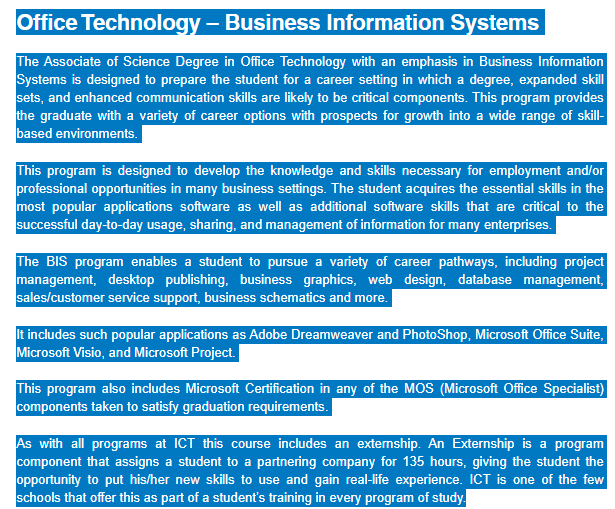 Office Technology – Business Information Systems
The Associate of Science Degree in Office Technology with an emphasis in Business Information
Systems is designed to prepare the student for a career setting in which a degree, expanded skill
sets, and enhanced communication skills are likely to be critical components. This program provides
the graduate with a variety of career options with prospects for growth into a wide range of skill-
based environments.
This program is designed to develop the knowledge and skills necessary for employment and/or
professional opportunities in many business settings. The student acquires the essential skills in the
most popular applications software as well as additional software skills that are critical to the
successful day-to-day usage, sharing, and management of information for many enterprises.
The BIS program enables a student to pursue a variety of career pathways, including project
management, desktop publishing, business graphics, web design, database management,
sales/customer service support, business schematics and more.
It includes such popular applications as Adobe Dreamweaver and PhotoShop, Microsoft Office Suite,
Microsoft Visio, and Microsoft Project.
This program also includes Microsoft Certification in any of the MOS (Microsoft Office Specialist)
components taken to satisfy graduation requirements.
As with all programs at ICT this course includes an externship. An Externship is a program
component that assigns a student to a partnering company for 135 hours, giving the student the
opportunity to put his/her new skills to use and gain real-life experience. ICT is one of the few
schools that offer this as part of a student's training in every program of study.